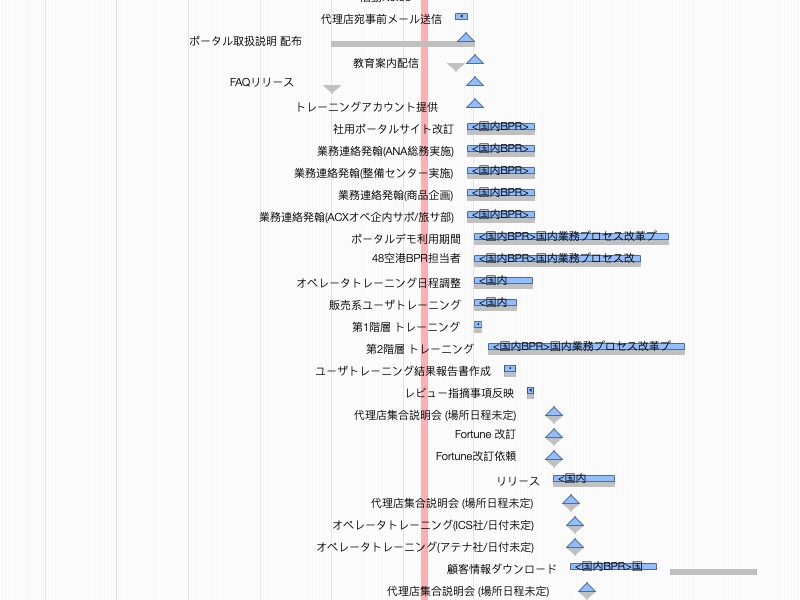 代理店宛事前メール送信
ポータル取扱説明 配布
教育案内配信
FAQリリース
トレーニングアカウント提供
社用ポータルサイト改訂 <国内BPR>
業務連絡発翰(ANA総務実施) <国内BPR>
業務連絡発翰(整備センター実施) <国内BPR>
業務連絡発翰(商品企画) <国内BPR>
業務連絡発翰(ACXオペ企内サポ/旅サ部) <国内BPR>
ポータルデモ利用期間 <国内BPR>国内業務プロセス改革プ
48空港BPR担当者 <国内BPR>国内業務プロセス改
オペレータトレーニング日程調整 <国内
販売系ユーザトレーニング <国内
第1階層 トレーニング
第2階層 トレーニング <国内BPR>国内業務プロセス改革プ
ユーザトレーニング結果報告書作成
レビュー指摘事項反映
代理店集合説明会 (場所日程未定)
Fortune 改訂
Fortune改訂依頼
リリース <国内
代理店集合説明会 (場所日程未定)
オペレータトレーニング(ICS社/日付未定)
オペレータトレーニング(アテナ社/日付未定)
顧客情報ダウンロード <国内BPR>国
代理店集合説明会 (場所日程未定)